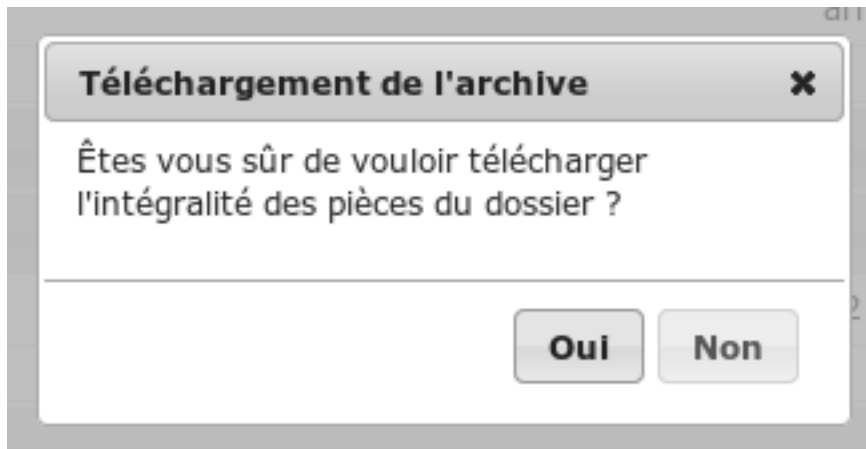 Téléchargement de l'archive
Êtes vous sûr de vouloir télécharger
l'intégralité des pièces du dossier ?
Oui Non